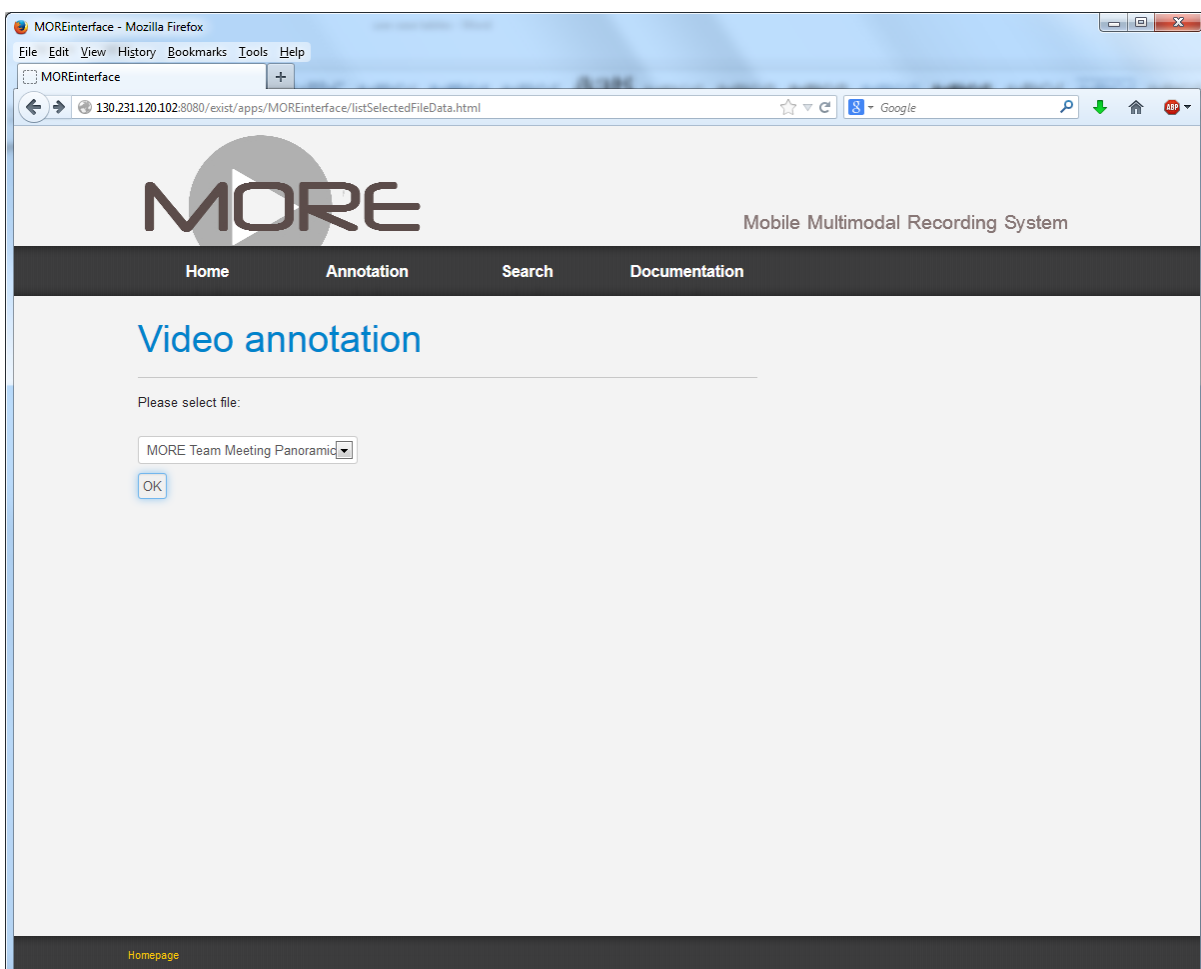 MOREinterface - Mozilla Firefox
File Edit View History Bookmarks Tools Help
MOREinterface +
130.231.120.102:8080/exist/apps/MOREinterface/listSelectedFileData.html 8 Google ABP
MORE
Mobile Multimodal Recording System
Home Annotation Search Documentation
Video annotation
Please select file:
MORE Team Meeting Panoramic
OK
Homepage